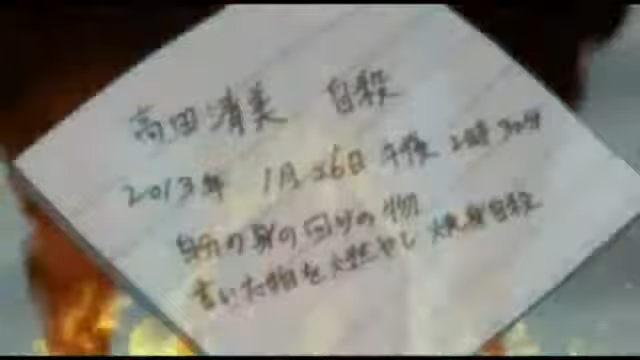 高田清美 自殺
2013年 1月26日 午後 2時30分
自分の身の回りの物
書いた物を燃やし 焼身自殺